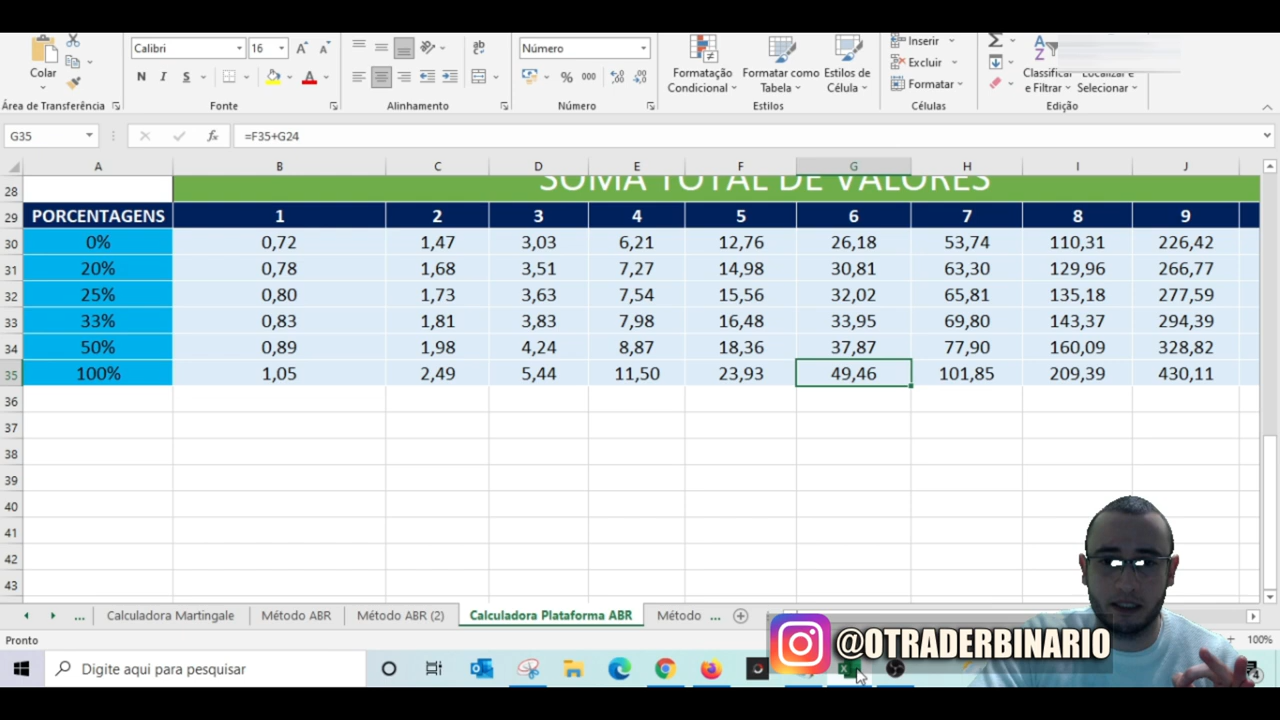 Colar
Área de Transferência
Calibri
16
N I S
Fonte
Alinhamento
Número
% 000
Número
Formatação Condicional
Formatar como Tabela
Estilos de Célula
Estilos
Inserir
Excluir
Formatar
Células
Classificar e Filtrar
Localizar e Selecionar
Edição
G35
fx
=F35+G24
A B C D E F G H I J
28 SOMA TOTAL DE VALORES
29 PORCENTAGENS 1 2 3 4 5 6 7 8 9
30 0% 0,72 1,47 3,03 6,21 12,76 26,18 53,74 110,31 226,42
31 20% 0,78 1,68 3,51 7,27 14,98 30,81 63,30 129,96 266,77
32 25% 0,80 1,73 3,63 7,54 15,56 32,02 65,81 135,18 277,59
33 33% 0,83 1,81 3,83 7,98 16,48 33,95 69,80 143,37 294,39
34 50% 0,89 1,98 4,24 8,87 18,36 37,87 77,90 160,09 328,82
35 100% 1,05 2,49 5,44 11,50 23,93 49,46 101,85 209,39 430,11
36
37
38
39
40
41
42
43
... Calculadora Martingale Método ABR Método ABR (2) Calculadora Plataforma ABR Método ...
Pronto
100%
@OTRADERBINARIO
Digite aqui para pesquisar
4